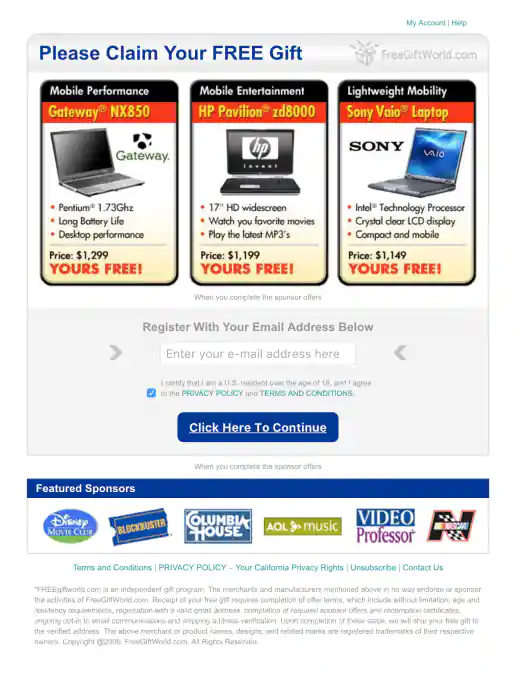 My Account | Help
Please Claim Your FREE Gift
FreeGiftWorld.com
Mobile Performance
Gateway® NX850
Gateway.
• Pentium® 1.73Ghz
• Long Battery Life
• Desktop performance
Price: $1,299
YOURS FREE!
Mobile Entertainment
HP Pavilion® zd8000
hp
invent
• 17" HD widescreen
• Watch you favorite movies
• Play the latest MP3's
Price: $1,199
YOURS FREE!
Lightweight Mobility
Sony Vaio® Laptop
SONY
VAIO
• Intel® Technology Processor
• Crystal clear LCD display
• Compact and mobile
Price: $1,149
YOURS FREE!
When you complete the sponsor offers
Register With Your Email Address Below
Enter your e-mail address here
I certify that I am a U.S. resident over the age of 18, and I agree
to the PRIVACY POLICY and TERMS AND CONDITIONS.
Click Here To Continue
When you complete the sponsor offers
Featured Sponsors
Disney MOVIE CLUB
BLOCKBUSTER
COLUMBIA HOUSE
AOL music
VIDEO Professor
NASCAR
Terms and Conditions | PRIVACY POLICY – Your California Privacy Rights | Unsubscribe | Contact Us
*FREEgiftworld.com is an independent gift program. The merchants and manufacturers mentioned above in no way endorse or sponsor
the activities of FreeGiftWorld.com. Receipt of your free gift requires completion of offer terms, which include without limitation, age and
residency requirements, registration with a valid email address, completion of required sponsor offers and redemption certificates,
ongoing opt-in to email communications and shipping address verification. Upon completion of these steps, we will ship your free gift to
the verified address. The above merchant or product names, designs, and related marks are registered trademarks of their respective
owners. Copyright @2006, FreeGiftWorld.com, All Rights Reserved.